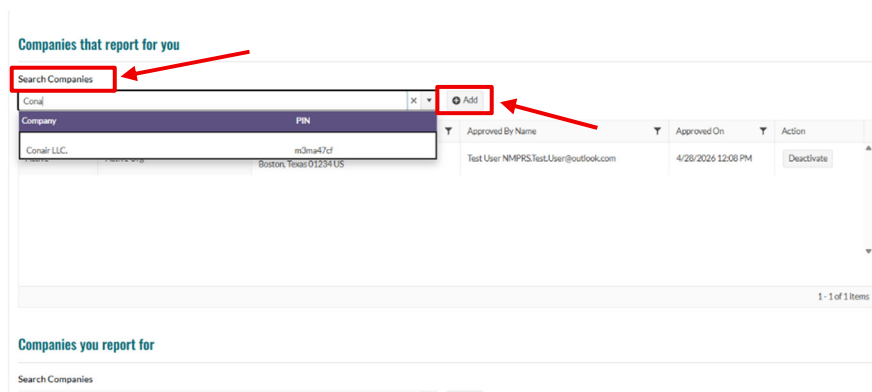 Companies that report for you
Search Companies
Cona
Add
Company PIN
Approved By Name Approved On Action
Conair LLC. m3ma47cf
Boston, Texas 01234 US
Test User NMPRS.Test.User@outlook.com 4/28/2026 12:08 PM Deactivate
1 - 1 of 1 items
Companies you report for
Search Companies